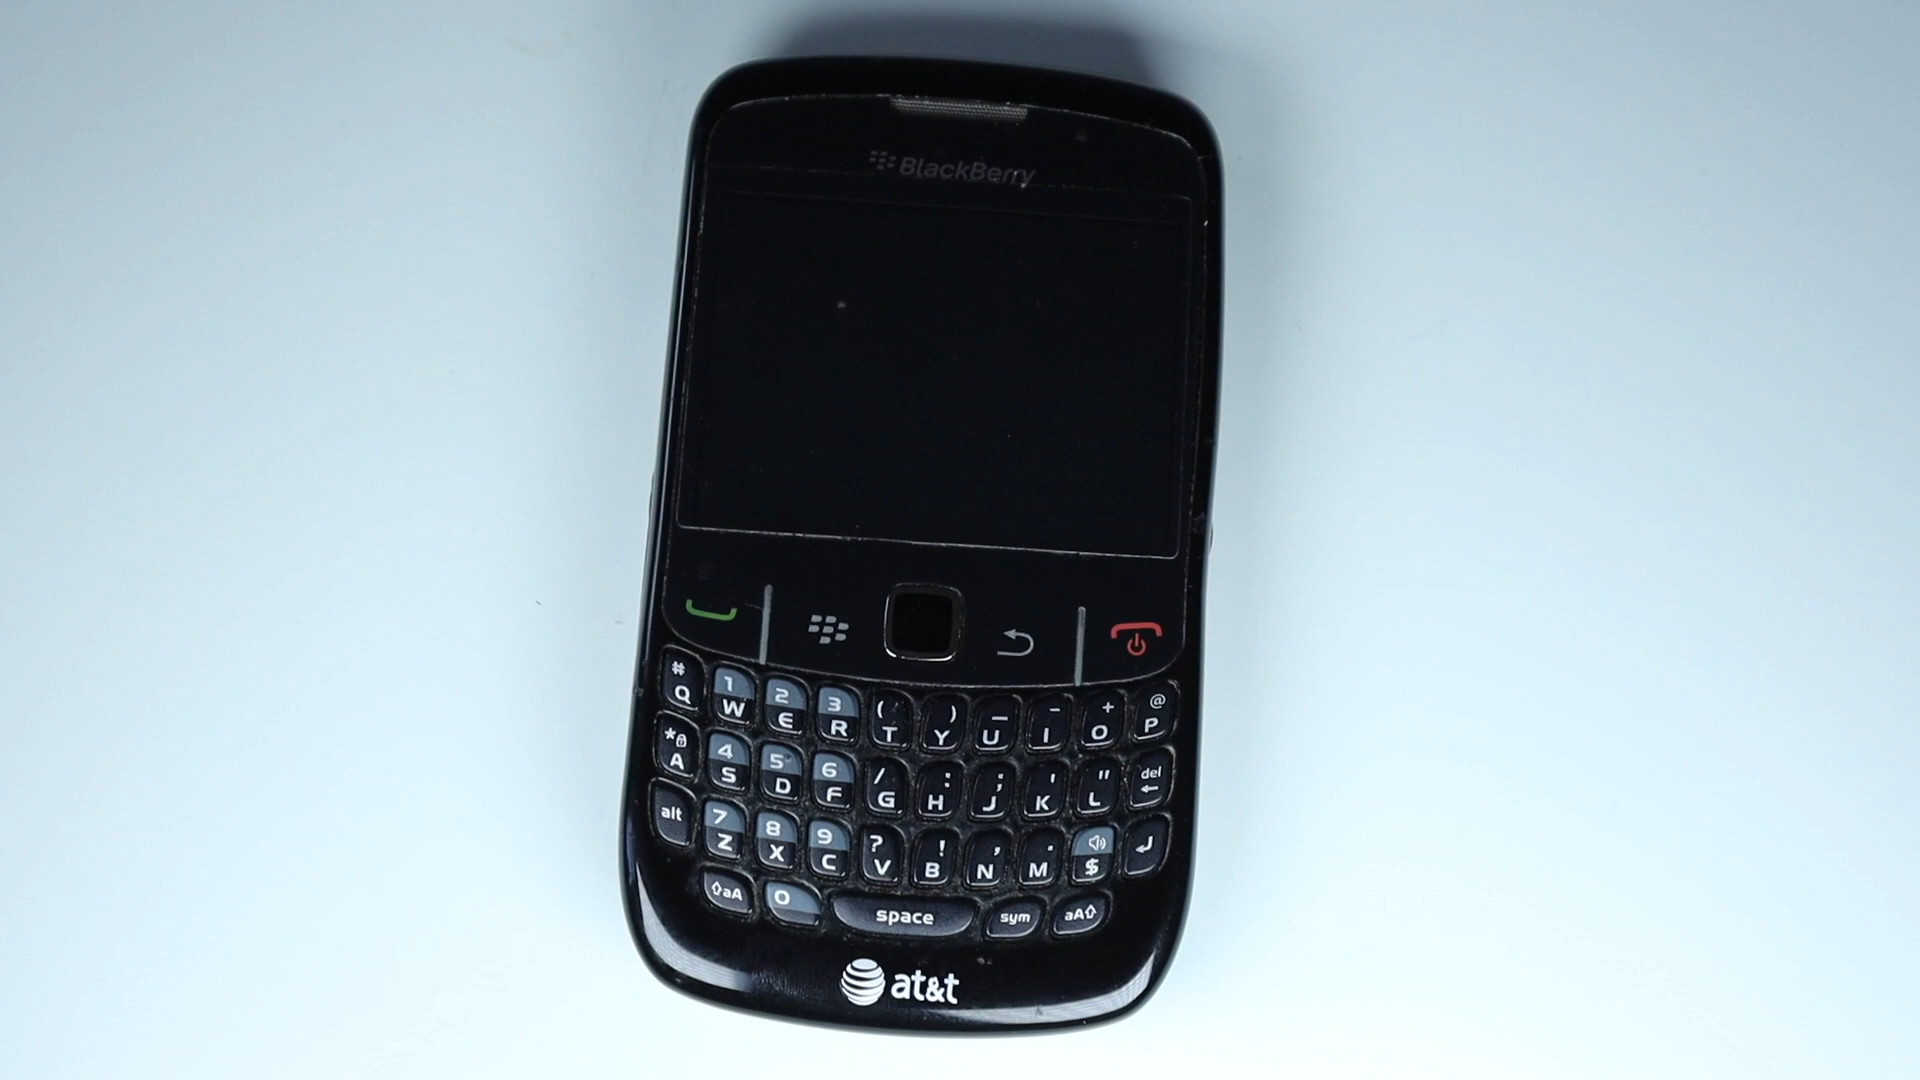 BlackBerry
# 1 2 3 ( ) _ - + @
Q W E R T Y U I O P
* 4 5 6 / : ; ' " del
A S D F G H J K L
alt 7 8 9 ? ! , .
Z X C V B N M $
aA 0 space sym aA
at&t